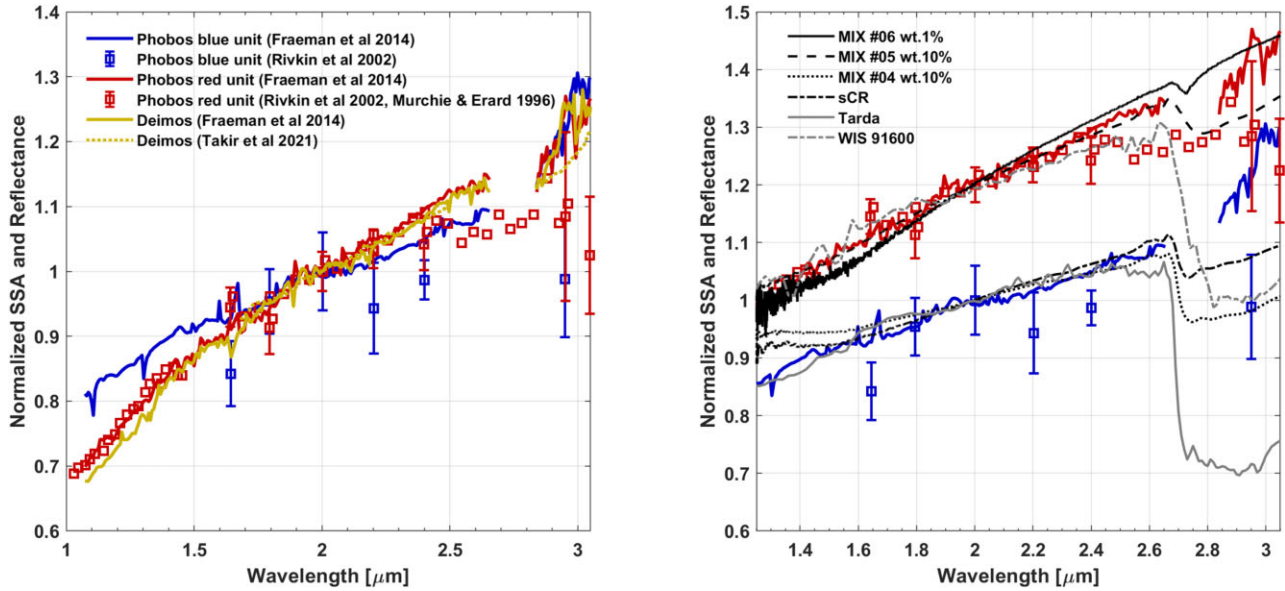 1.4
1.3
1.2
1.1
1
0.9
0.8
0.7
0.6
Normalized SSA and Reflectance
Phobos blue unit (Fraeman et al 2014)
Phobos blue unit (Rivkin et al 2002)
Phobos red unit (Fraeman et al 2014)
Phobos red unit (Rivkin et al 2002, Murchie & Erard 1996)
Deimos (Fraeman et al 2014)
Deimos (Takir et al 2021)
1 1.5 2 2.5 3
Wavelength [μm]
1.5
1.4
1.3
1.2
1.1
1
0.9
0.8
0.7
0.6
Normalized SSA and Reflectance
MIX #06 wt.1%
MIX #05 wt.10%
MIX #04 wt.10%
sCR
Tarda
WIS 91600
1.4 1.6 1.8 2 2.2 2.4 2.6 2.8 3
Wavelength [μm]